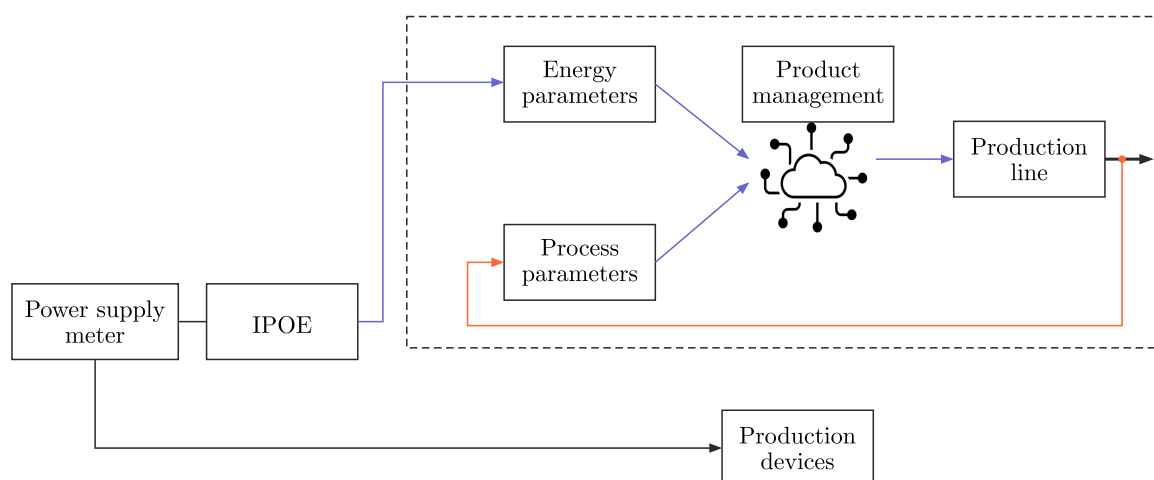 Energy
parameters
Product
management
Production
line
Process
parameters
Power supply
meter
IPOE
Production
devices